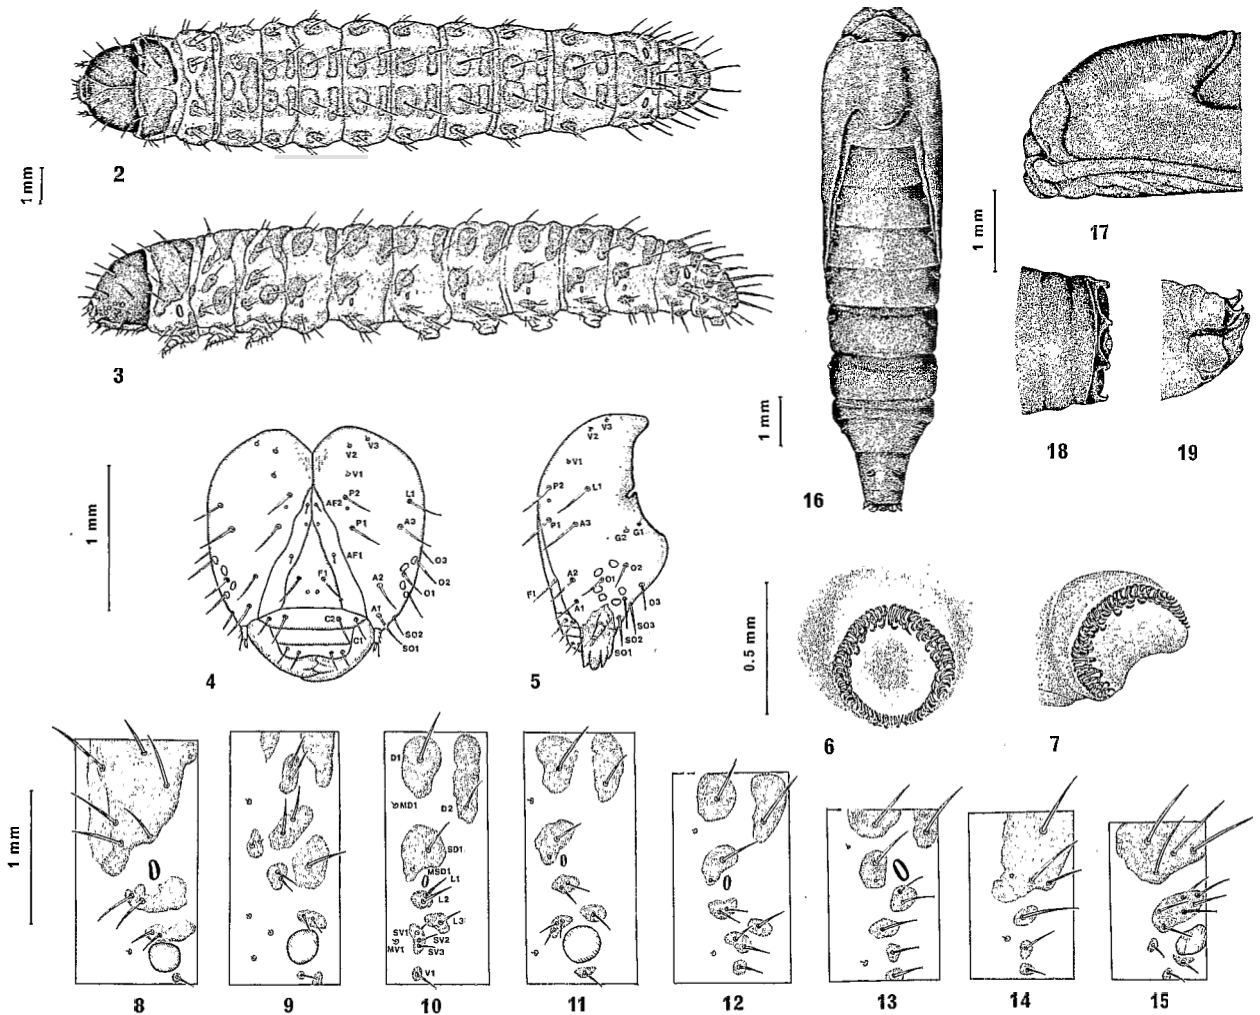 2
1 mm
3
17
1 mm
18
19
1 mm
16
V3
V2
V1
P2
AF2
L1
P1
A3
AF1
O3
F1
A2
O2
O1
A1
C2
C1
SO2
SO1
1 mm
4
V3
V2
V1
P2
L1
P1
A3
G2
G1
O2
A2
O1
F1
A1
O3
SO3
SO2
SO1
5
0.5 mm
6
7
D1
MD1
D2
SD1
MSD1
L1
L2
L3
SV1
SV2
MV1
SV3
V1
1 mm
8
9
10
11
12
13
14
15